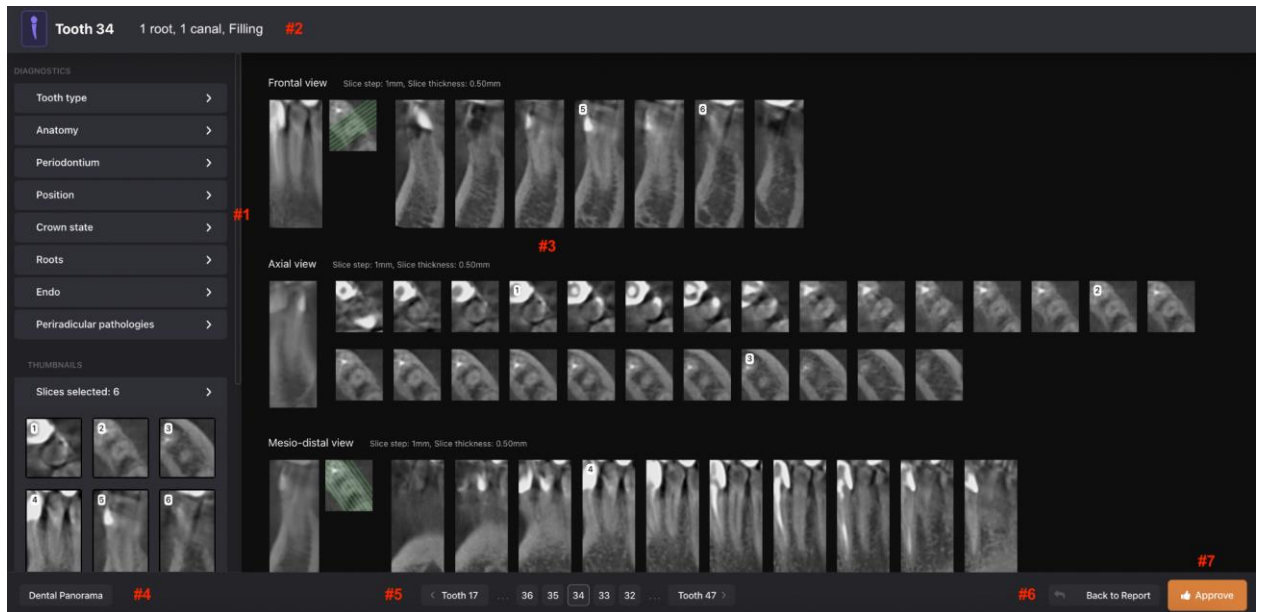 Tooth 34 1 root, 1 canal, Filling #2
DIAGNOSTICS
Tooth type
Anatomy
Periodontium
Position
Crown state
Roots
Endo
Periradicular pathologies
#1
THUMBNAILS
Slices selected: 6
1 2 3
4 5 6
Frontal view Slice step: 1mm, Slice thickness: 0.50mm
5 6
#3
Axial view Slice step: 1mm, Slice thickness: 0.50mm
1 2
3
Mesio-distal view Slice step: 1mm, Slice thickness: 0.50mm
4
#7
Dental Panorama #4 #5 < Tooth 17 ... 36 35 34 33 32 ... Tooth 47 > #6 Back to Report Approve